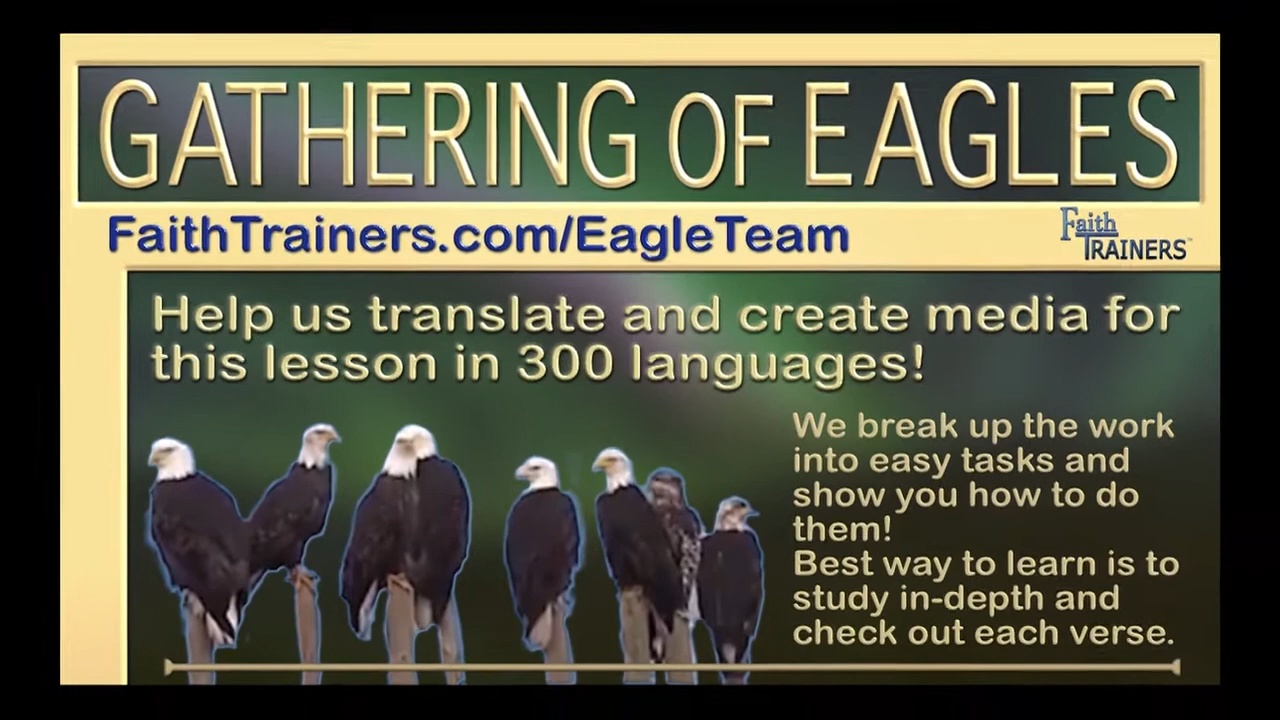 GATHERING OF EAGLES
FaithTrainers.com/EagleTeam
Faith
TRAINERS™
Help us translate and create media for
this lesson in 300 languages!
We break up the work
into easy tasks and
show you how to do
them!
Best way to learn is to
study in-depth and
check out each verse.